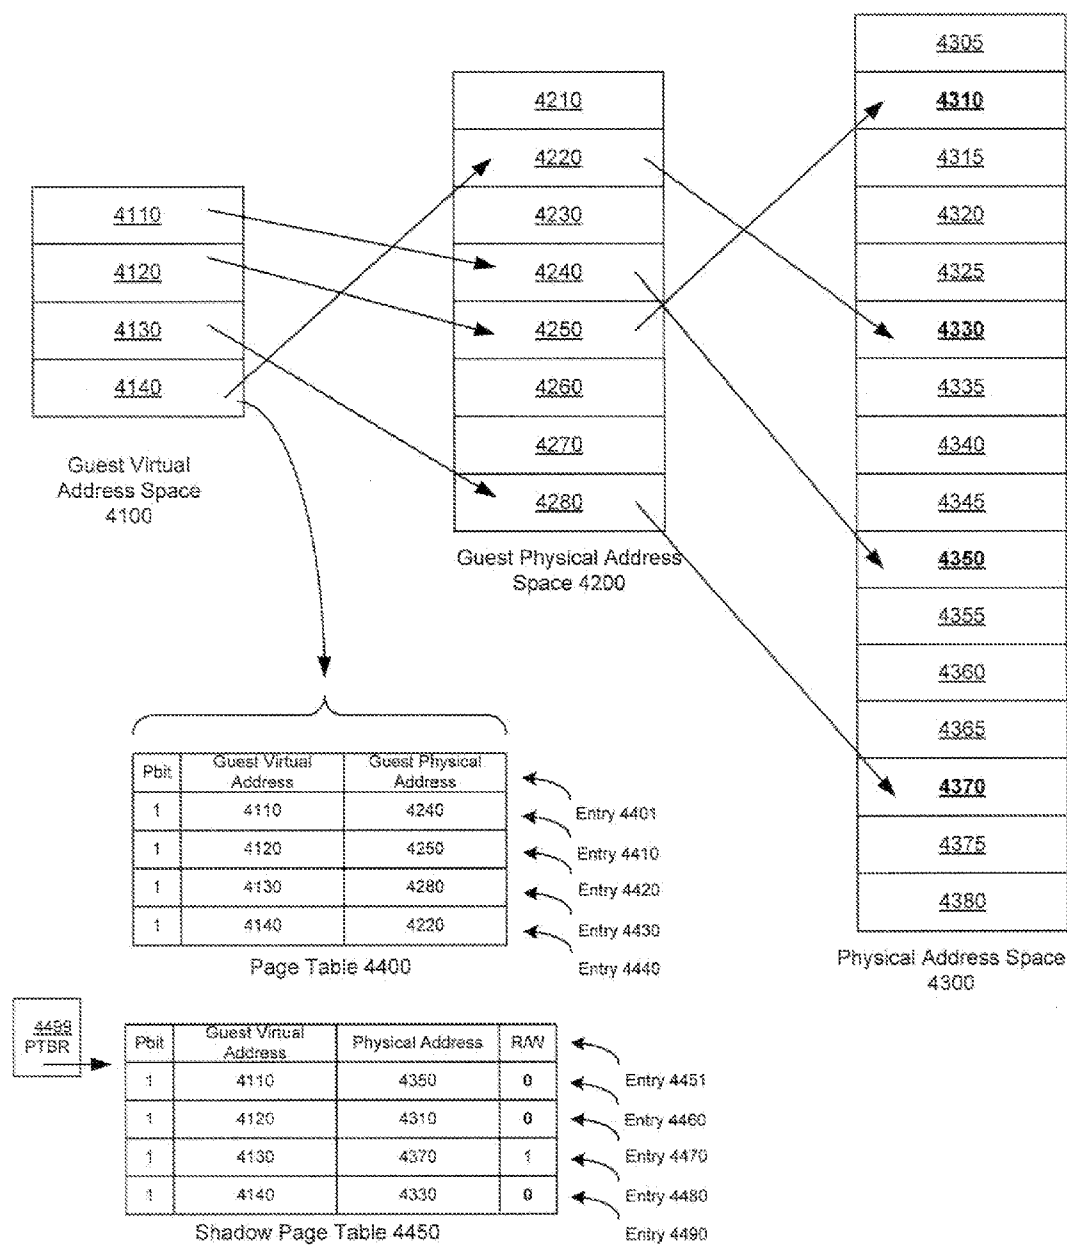 4110
4120
4130
4140
Guest Virtual
Address Space
4100
4210
4220
4230
4240
4250
4260
4270
4280
Guest Physical Address
Space 4200
4305
4310
4315
4320
4325
4330
4335
4340
4345
4350
4355
4360
4365
4370
4375
4380
Physical Address Space
4300
Pbit Guest Virtual Address Guest Physical Address
1 4110 4240
1 4120 4250
1 4130 4280
1 4140 4220
Entry 4401
Entry 4410
Entry 4420
Entry 4430
Entry 4440
Page Table 4400
4499
PTBR
Pbit Guest Virtual Address Physical Address R/W
1 4110 4350 0
1 4120 4310 0
1 4130 4370 1
1 4140 4330 0
Entry 4451
Entry 4460
Entry 4470
Entry 4480
Entry 4490
Shadow Page Table 4450